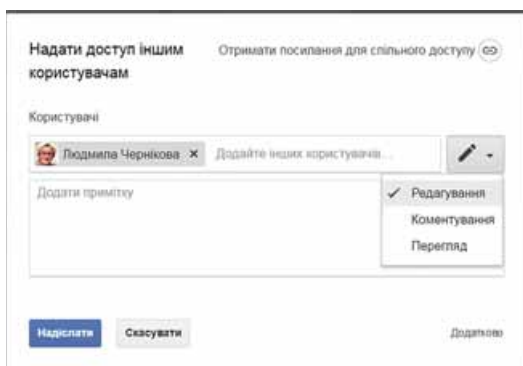 Надати доступ іншим користувачам
Отримати посилання для спільного доступу
Користувачі
Людмила Чернікова × Додайте інших користувачів...
Додати примітку
✓ Редагування
Коментування
Перегляд
Надіслати Скасувати Додатково